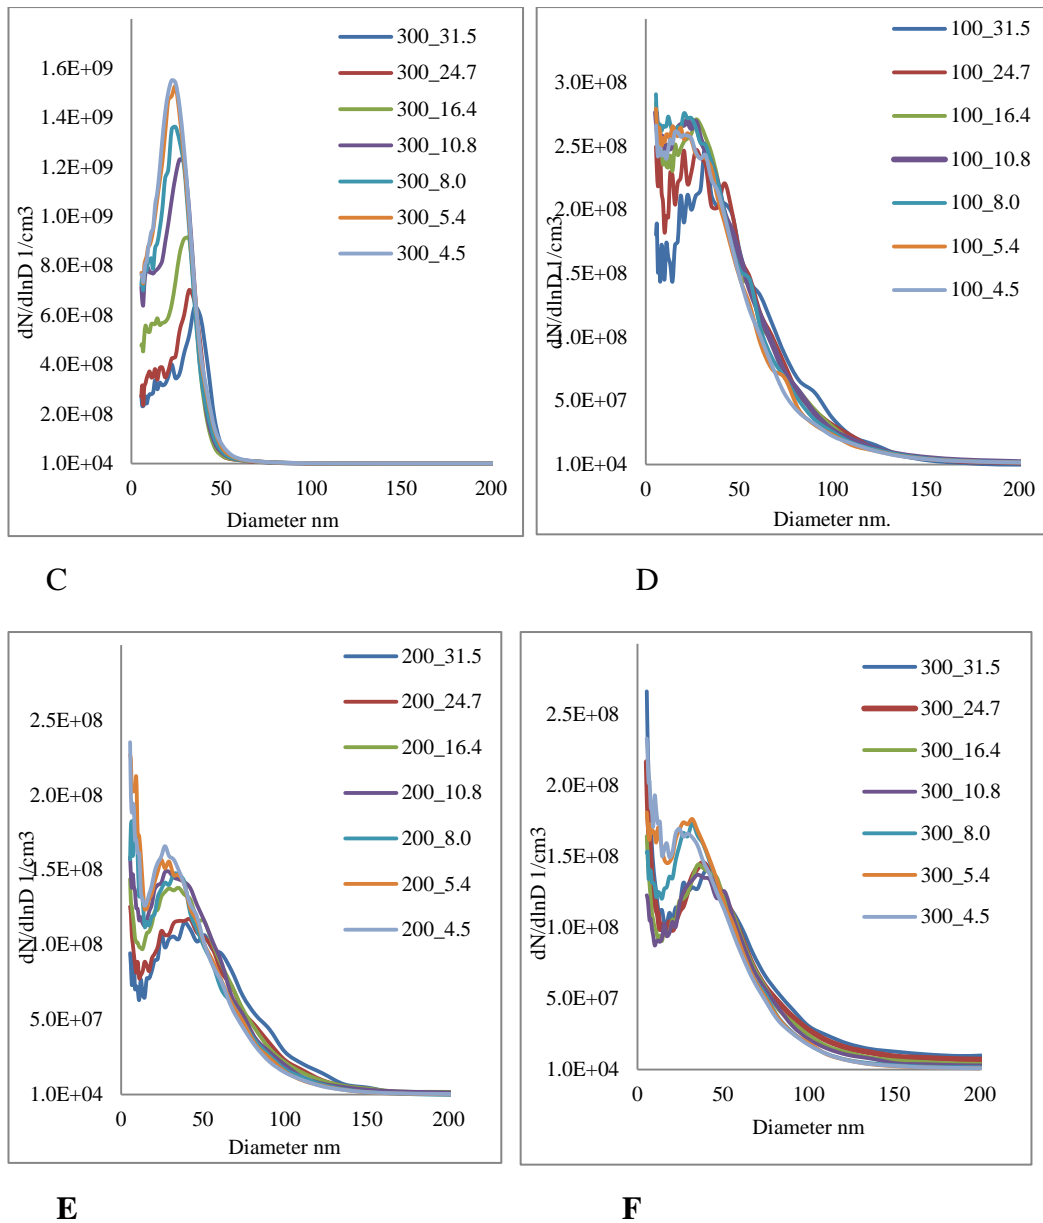 300_31.5
300_24.7
300_16.4
300_10.8
300_8.0
300_5.4
300_4.5
1.6E+09
1.4E+09
1.2E+09
1.0E+09
8.0E+08
6.0E+08
4.0E+08
2.0E+08
1.0E+04
dN/dlnD 1/cm3
0 50 100 150 200
Diameter nm
100_31.5
100_24.7
100_16.4
100_10.8
100_8.0
100_5.4
100_4.5
3.0E+08
2.5E+08
2.0E+08
1.5E+08
1.0E+08
5.0E+07
1.0E+04
dN/dlnD 1/cm3
0 50 100 150 200
Diameter nm.
C
D
200_31.5
200_24.7
200_16.4
200_10.8
200_8.0
200_5.4
200_4.5
2.5E+08
2.0E+08
1.5E+08
1.0E+08
5.0E+07
1.0E+04
dN/dlnD 1/cm3
0 50 100 150 200
Diameter nm
300_31.5
300_24.7
300_16.4
300_10.8
300_8.0
300_5.4
300_4.5
2.5E+08
2.0E+08
1.5E+08
1.0E+08
5.0E+07
1.0E+04
dN/dlnD 1/cm3
0 50 100 150 200
Diameter nm
E
F